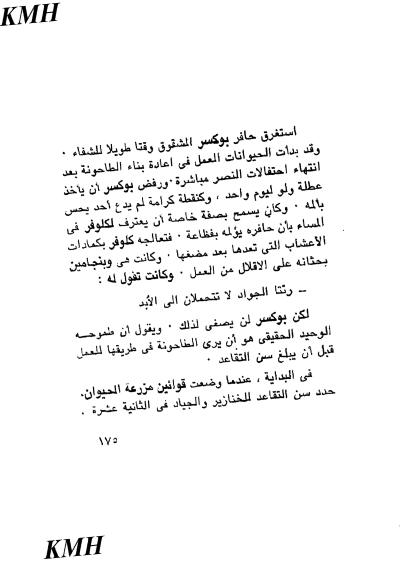 KMH
استغرق حافر بوكسر المشقوق وقتا طويلا للشفاء .
وقد بدأت الحيوانات العمل فى اعادة بناء الطاحونة بعد
انتهاء احتفالات النصر مباشرة . ورفض بوكسر أن يأخذ
عطلة ولو ليوم واحد ، وكنقطة كرامة لم يدع أحد يحس
بألمه . وكان يسمح بصفة خاصة أن يعترف لكلوفر فى
المساء بأن حافره يؤلمه بفظاعة . فتعالجه كلوفر بكمادات
الأعشاب التى تعدها بعد مضغها . وكانت هى وبنجامين
يحثانه على الاقلال من العمل . وكانت تقول له :
ــ رئتا الجواد لا تتحملان الى الأبد
لكن بوكسر لن يصغى لذلك . ويقول أن طموحه
الوحيد الحقيقى هو أن يرى الطاحونة فى طريقها للعمل
قبل أن يبلغ سن التقاعد .
فى البداية ، عندما وضعت قوانين مزرعة الحيوان.
حدد سن التقاعد للخنازير والجياد فى الثانية عشرة .
١٧٥
KMH